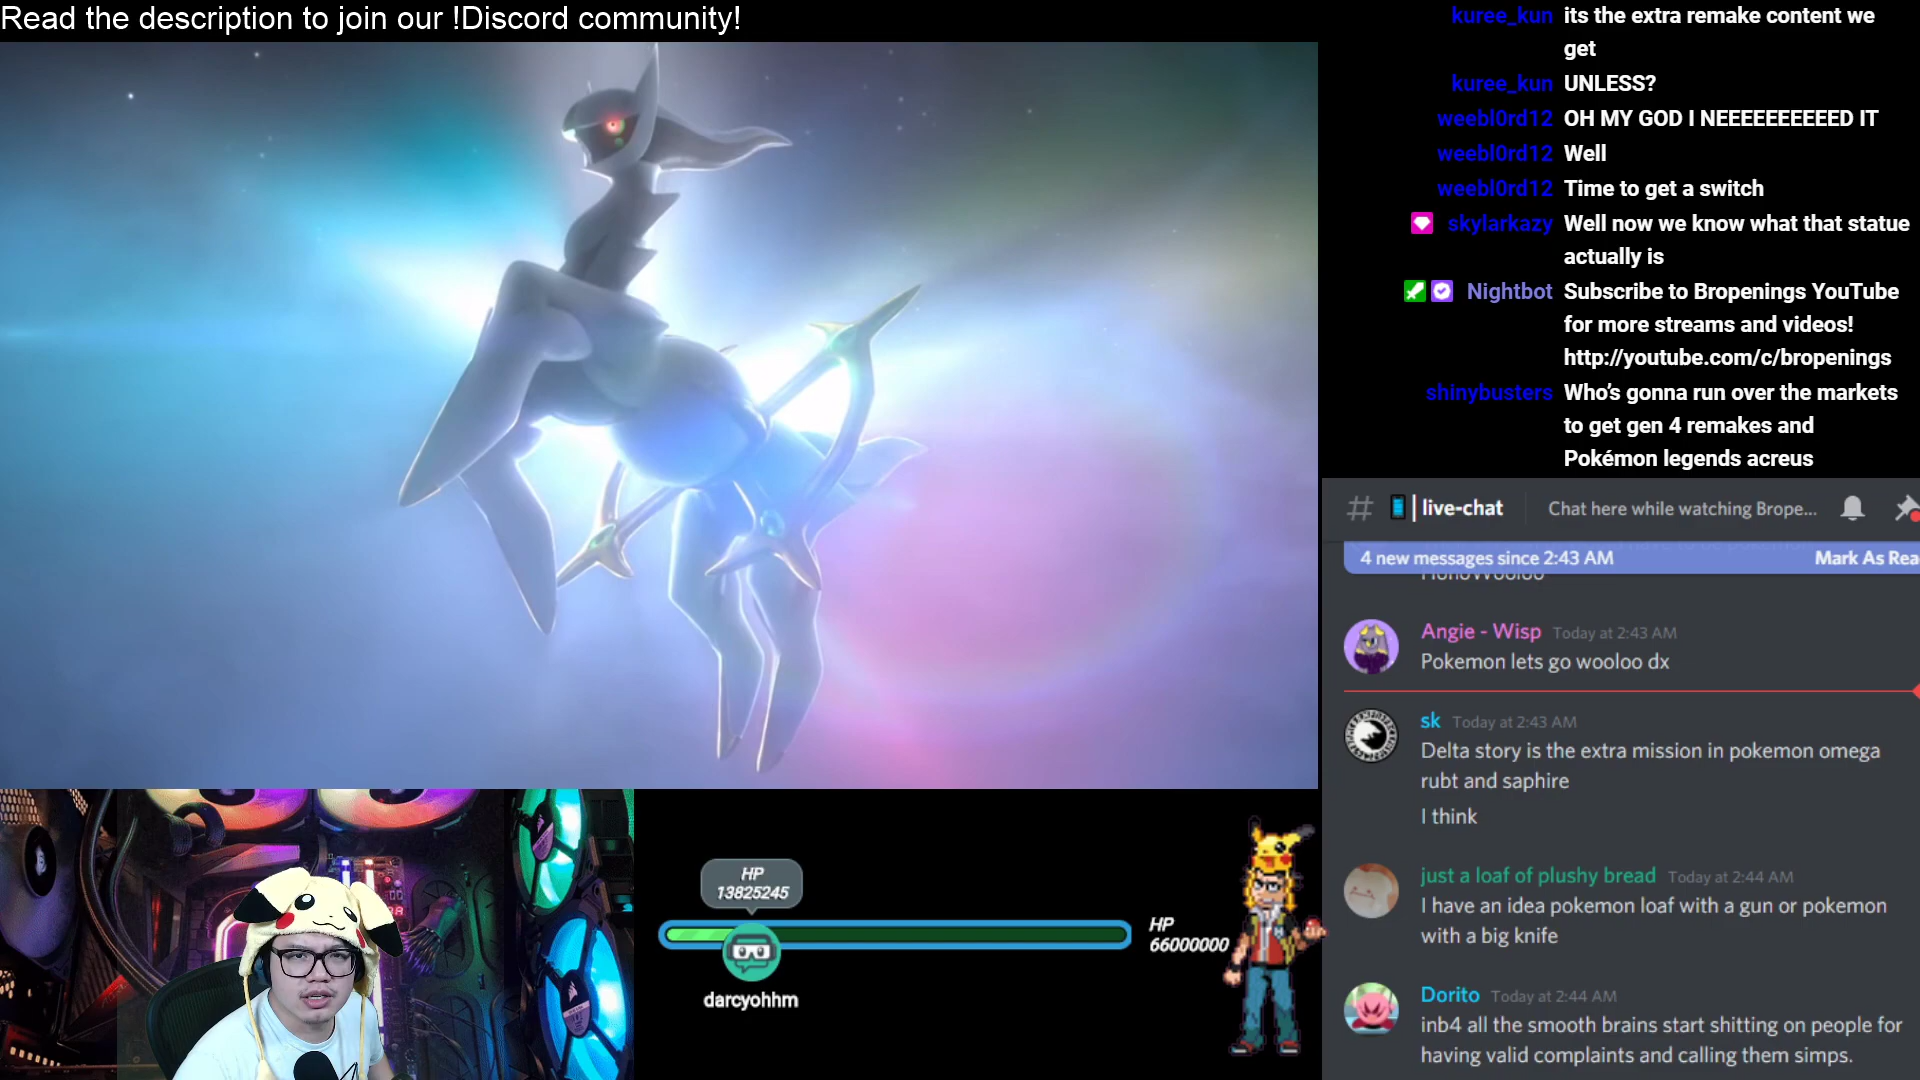 Read the description to join our !Discord community!
kuree_kun its the extra remake content we
get
kuree_kun UNLESS?
weebl0rd12 OH MY GOD I NEEEEEEEEEED IT
weebl0rd12 Well
weebl0rd12 Time to get a switch
skylarkazy Well now we know what that statue
actually is
Nightbot Subscribe to Bropenings YouTube
for more streams and videos!
http://youtube.com/c/bropenings
shinybusters Who's gonna run over the markets
to get gen 4 remakes and
Pokémon legends acreus
# | live-chat Chat here while watching Brope...
4 new messages since 2:43 AM Mark As Rea
Angie - Wisp Today at 2:43 AM
Pokemon lets go wooloo dx
sk Today at 2:43 AM
Delta story is the extra mission in pokemon omega
rubt and saphire
I think
just a loaf of plushy bread Today at 2:44 AM
I have an idea pokemon loaf with a gun or pokemon
with a big knife
Dorito Today at 2:44 AM
inb4 all the smooth brains start shitting on people for
having valid complaints and calling them simps.
HP
13825245
HP
66000000
darcyohhm